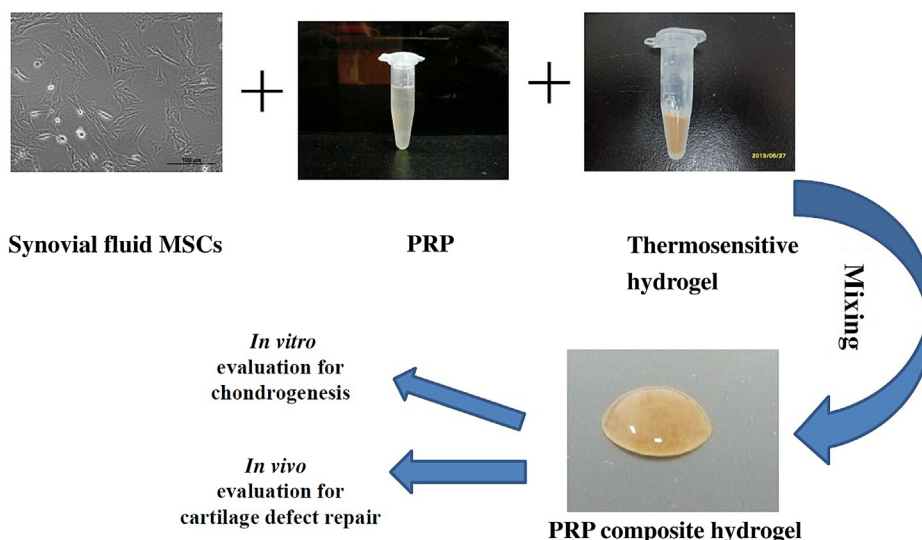 100 μm
2013/06/27
Synovial fluid MSCs
PRP
Thermosensitive
hydrogel
Mixing
In vitro
evaluation for
chondrogenesis
In vivo
evaluation for
cartilage defect repair
PRP composite hydrogel